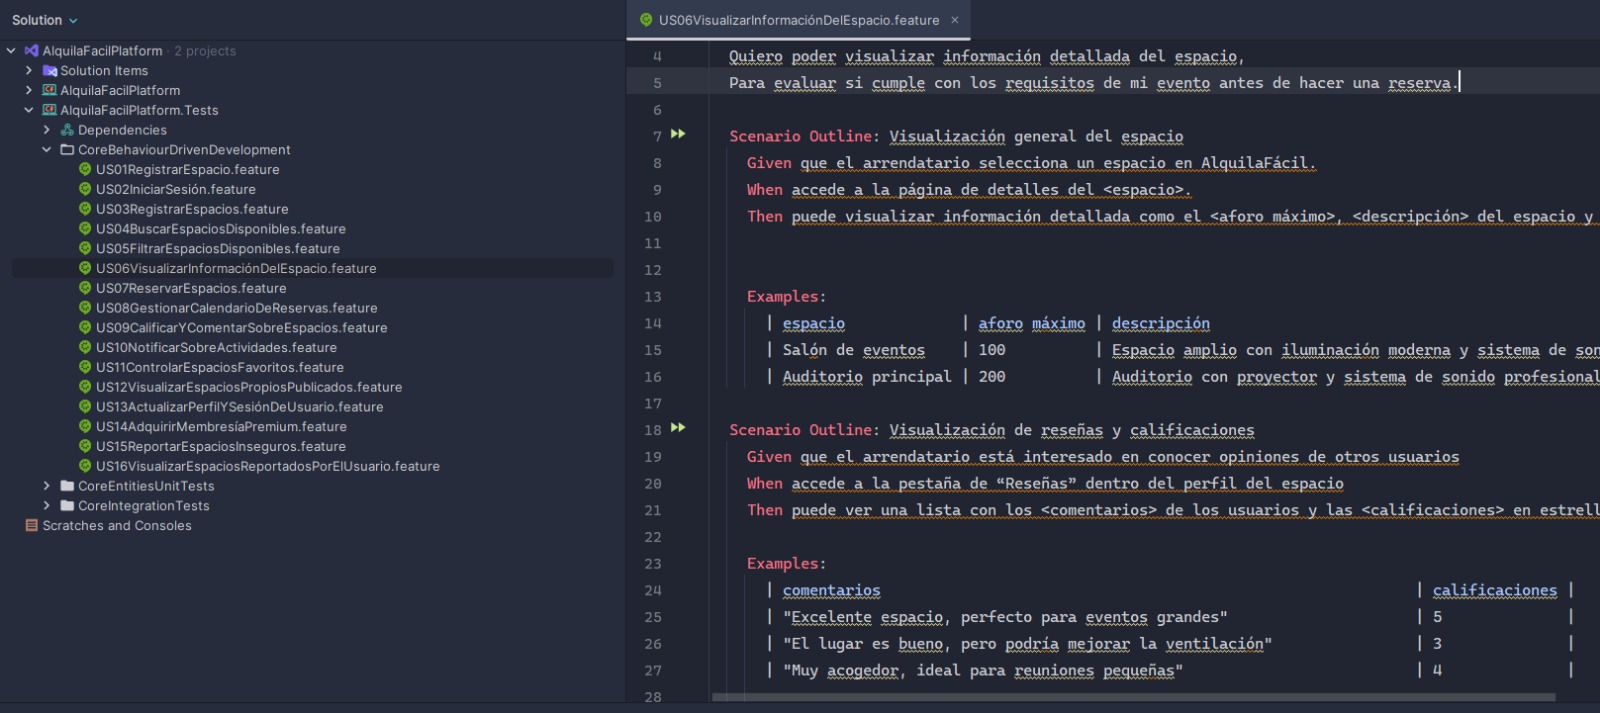 Solution
AlquilaFacilPlatform · 2 projects
Solution Items
AlquilaFacilPlatform
AlquilaFacilPlatform.Tests
Dependencies
CoreBehaviourDrivenDevelopment
US01RegistrarEspacio.feature
US02IniciarSesión.feature
US03RegistrarEspacios.feature
US04BuscarEspaciosDisponibles.feature
US05FiltrarEspaciosDisponibles.feature
US06VisualizarInformaciónDelEspacio.feature
US07ReservarEspacios.feature
US08GestionarCalendarioDeReservas.feature
US09CalificarYComentarSobreEspacios.feature
US10NotificarSobreActividades.feature
US11ControlarEspaciosFavoritos.feature
US12VisualizarEspaciosPropiosPublicados.feature
US13ActualizarPerfilYSesiónDeUsuario.feature
US14AdquirirMembresíaPremium.feature
US15ReportarEspaciosInseguros.feature
US16VisualizarEspaciosReportadosPorElUsuario.feature
CoreEntitiesUnitTests
CoreIntegrationTests
Scratches and Consoles
US06VisualizarInformaciónDelEspacio.feature ×
4 Quiero poder visualizar información detallada del espacio,
5 Para evaluar si cumple con los requisitos de mi evento antes de hacer una reserva.
6
7 Scenario Outline: Visualización general del espacio
8 Given que el arrendatario selecciona un espacio en AlquilaFácil.
9 When accede a la página de detalles del <espacio>.
10 Then puede visualizar información detallada como el <aforo máximo>, <descripción> del espacio y
11
12
13 Examples:
14 | espacio | aforo máximo | descripción
15 | Salón de eventos | 100 | Espacio amplio con iluminación moderna y sistema de son
16 | Auditorio principal | 200 | Auditorio con proyector y sistema de sonido profesional
17
18 Scenario Outline: Visualización de reseñas y calificaciones
19 Given que el arrendatario está interesado en conocer opiniones de otros usuarios
20 When accede a la pestaña de “Reseñas” dentro del perfil del espacio
21 Then puede ver una lista con los <comentarios> de los usuarios y las <calificaciones> en estrell
22
23 Examples:
24 | comentarios | calificaciones |
25 | "Excelente espacio, perfecto para eventos grandes" | 5 |
26 | "El lugar es bueno, pero podría mejorar la ventilación" | 3 |
27 | "Muy acogedor, ideal para reuniones pequeñas" | 4 |
28